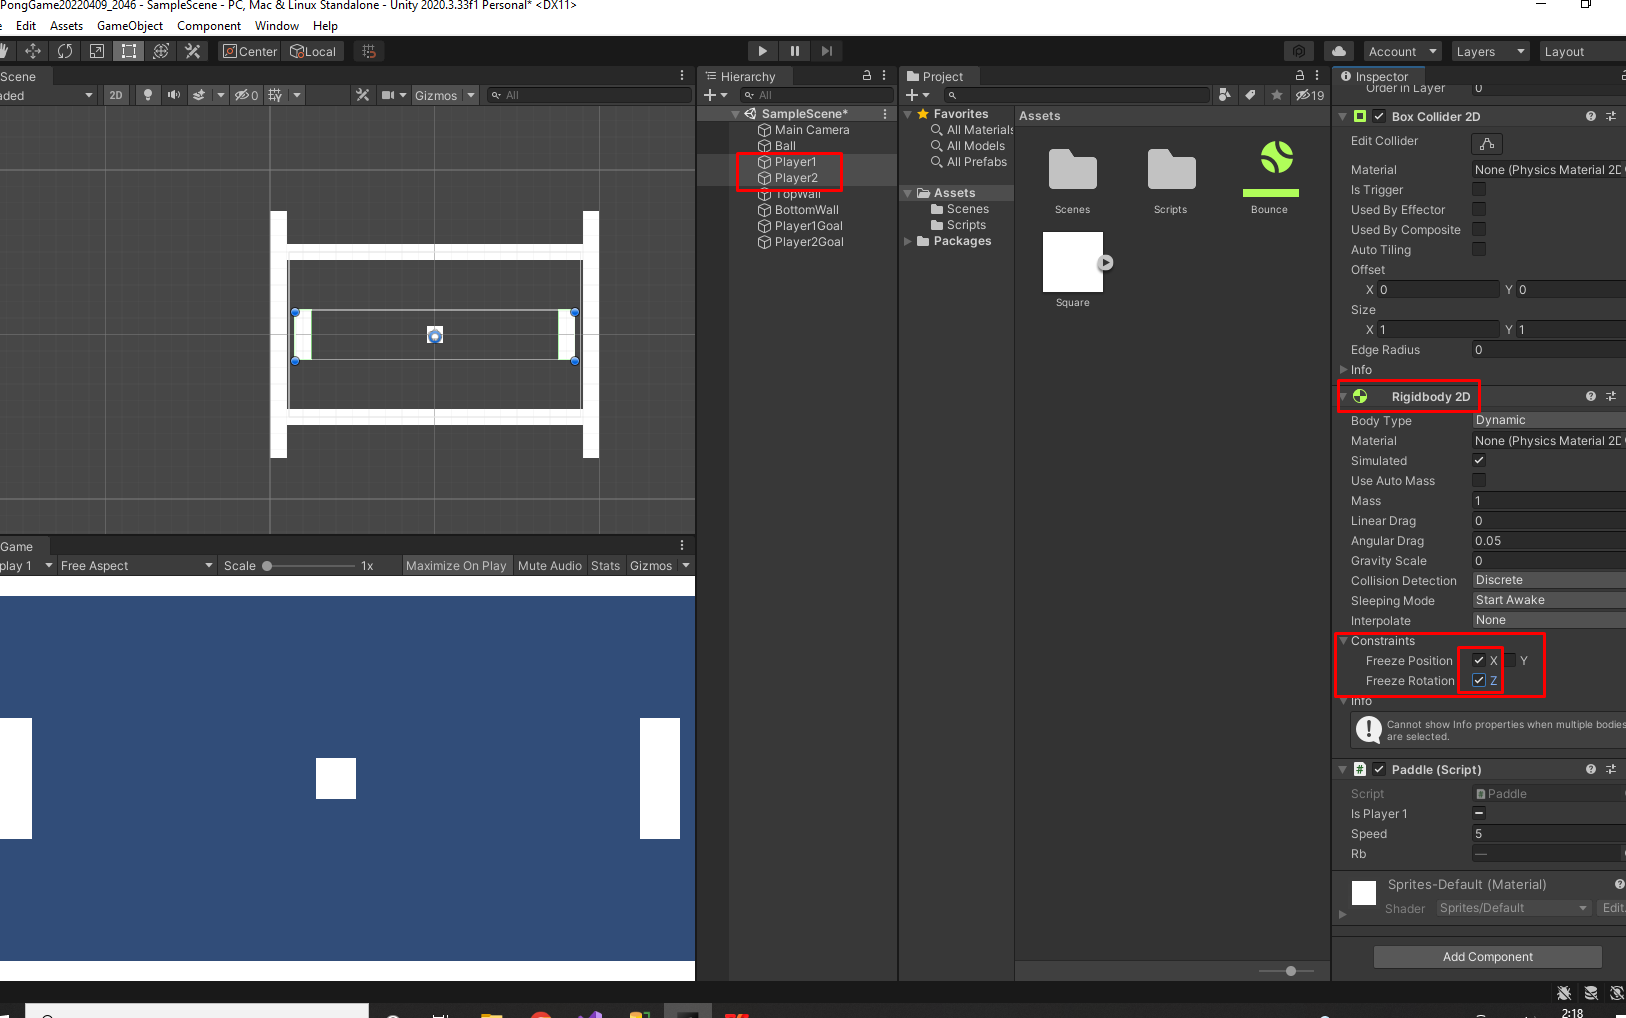 PongGame20220409_2046 - SampleScene - PC, Mac & Linux Standalone - Unity 2020.3.33f1 Personal* <DX11>
Edit Assets GameObject Component Window Help
Center Local Account Layers Layout
Scene
aded 2D 0 Gizmos All
Hierarchy
All
SampleScene*
Main Camera
Ball
Player1
Player2
TopWall
BottomWall
Player1Goal
Player2Goal
Project
19
Favorites
All Materials
All Models
All Prefabs
Assets
Scenes
Scripts
Packages
Assets
Scenes Scripts Bounce
Square
Inspector
Order in Layer 0
Box Collider 2D
Edit Collider
Material None (Physics Material 2D
Is Trigger
Used By Effector
Used By Composite
Auto Tiling
Offset
X 0 Y 0
Size
X 1 Y 1
Edge Radius 0
Info
Rigidbody 2D
Body Type Dynamic
Material None (Physics Material 2D
Simulated
Use Auto Mass
Mass 1
Linear Drag 0
Angular Drag 0.05
Gravity Scale 0
Collision Detection Discrete
Sleeping Mode Start Awake
Interpolate None
Constraints
Freeze Position X Y
Freeze Rotation Z
Info
Cannot show Info properties when multiple bodies
are selected.
Paddle (Script)
Script Paddle
Is Player 1
Speed 5
Rb —
Sprites-Default (Material)
Shader Sprites/Default Edit.
Add Component
Game
play 1 Free Aspect Scale 1x Maximize On Play Mute Audio Stats Gizmos
2:18